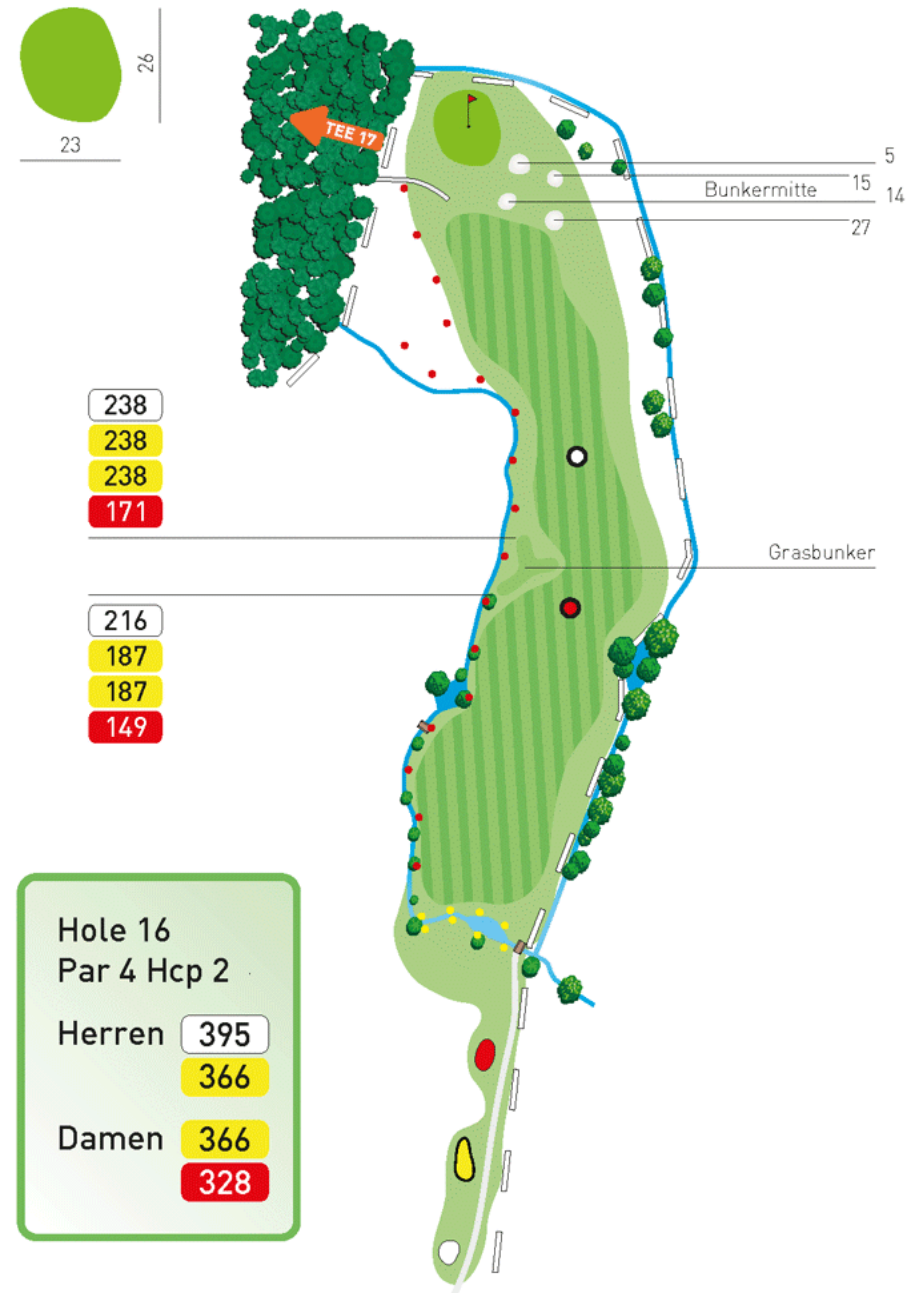 26
23
TEE 17
5
Bunkermitte
15
14
27
238
238
238
171
Grasbunker
216
187
187
149
Hole 16
Par 4 Hcp 2
Herren 395
366
Damen 366
328